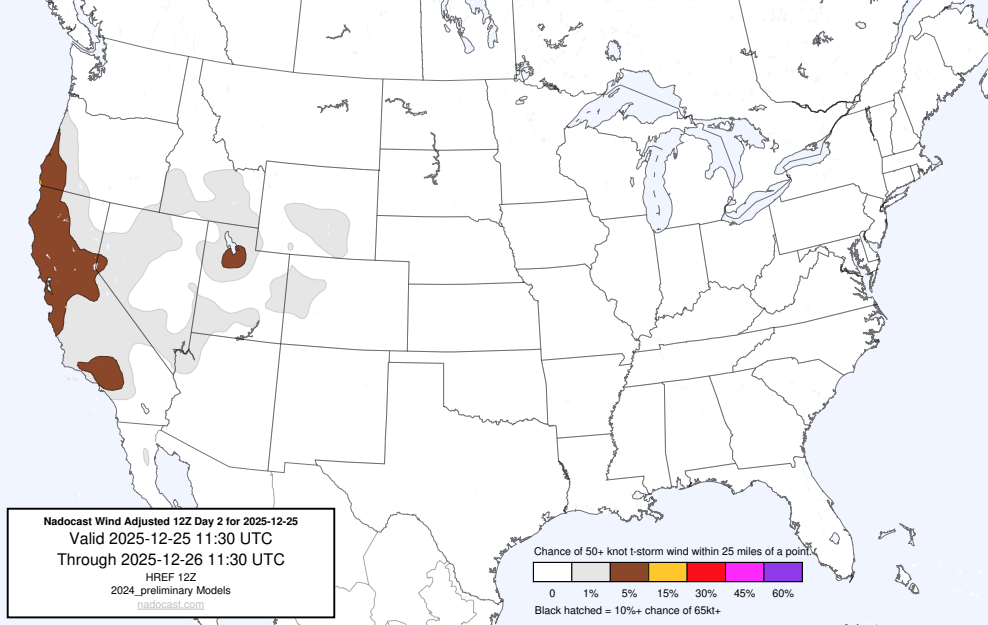 Nadocast Wind Adjusted 12Z Day 2 for 2025-12-25
Valid 2025-12-25 11:30 UTC
Through 2025-12-26 11:30 UTC
HREF 12Z
2024_preliminary Models
nadocast.com
Chance of 50+ knot t-storm wind within 25 miles of a point.
0 1% 5% 15% 30% 45% 60%
Black hatched = 10%+ chance of 65kt+